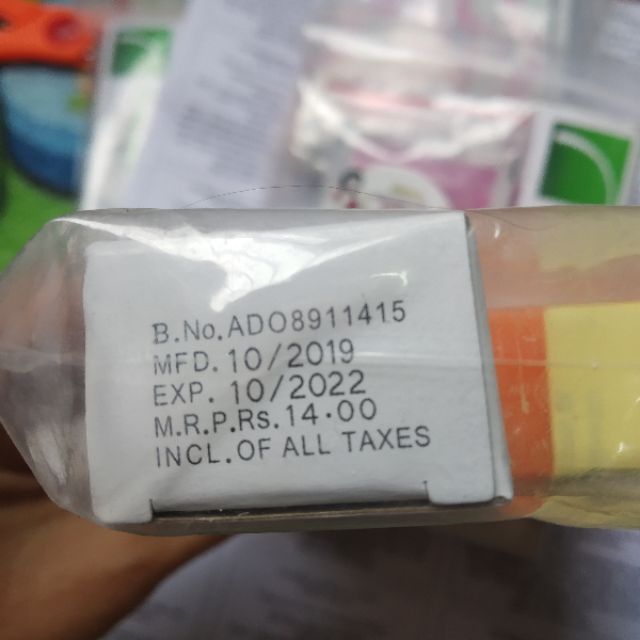 B.No.ADO8911415
MFD. 10/2019
EXP. 10/2022
M.R.P.RS.14.00
INCL.OF ALL TAXES